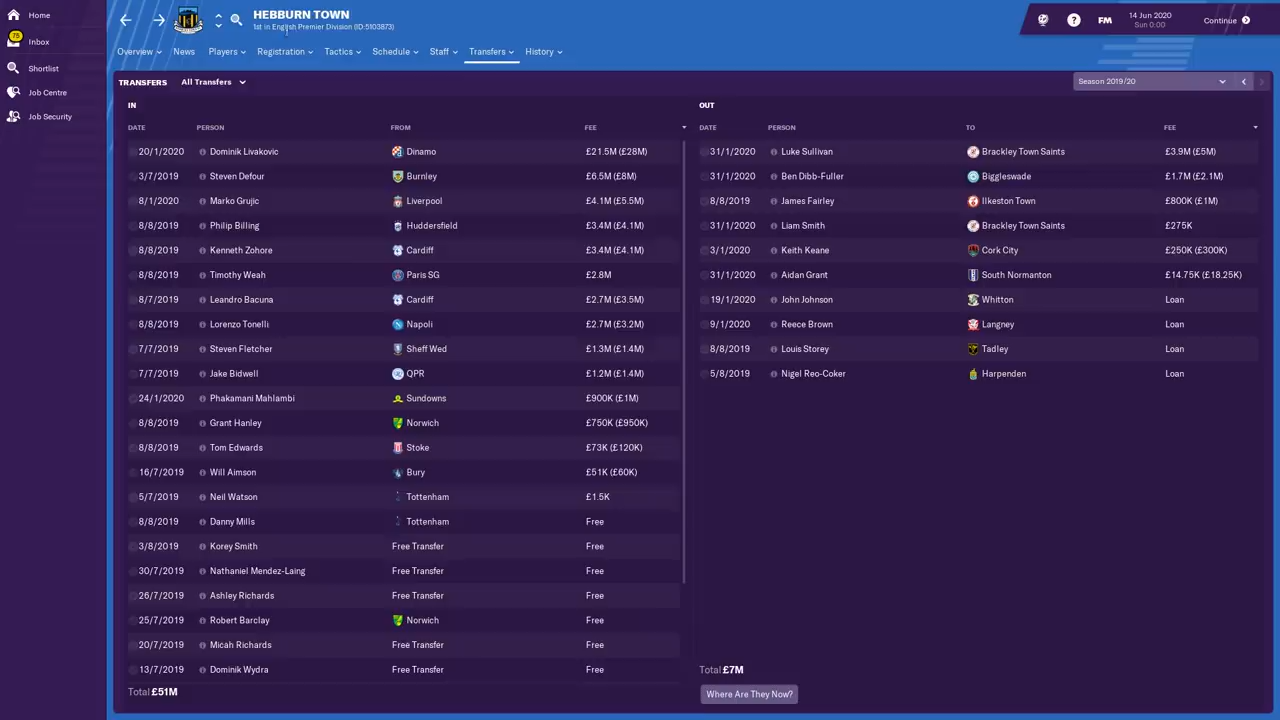 Home
75
Inbox
Shortlist
Job Centre
Job Security
HEBBURN TOWN
1st in English Premier Division (ID:5103873)
? FM 14 Jun 2020 Continue
Sun 0:00
Overview News Players Registration Tactics Schedule Staff Transfers History
TRANSFERS All Transfers Season 2019/20
IN
DATE PERSON FROM FEE
20/1/2020 Dominik Livakovic Dinamo £21.5M (£28M)
3/7/2019 Steven Defour Burnley £6.5M (£8M)
8/1/2020 Marko Grujic Liverpool £4.1M (£5.5M)
8/8/2019 Philip Billing Huddersfield £3.4M (£4.1M)
8/8/2019 Kenneth Zohore Cardiff £3.4M (£4.1M)
8/8/2019 Timothy Weah Paris SG £2.8M
8/7/2019 Leandro Bacuna Cardiff £2.7M (£3.5M)
8/8/2019 Lorenzo Tonelli Napoli £2.7M (£3.2M)
7/7/2019 Steven Fletcher Sheff Wed £1.3M (£1.4M)
7/7/2019 Jake Bidwell QPR £1.2M (£1.4M)
24/1/2020 Phakamani Mahlambi Sundowns £900K (£1M)
8/8/2019 Grant Hanley Norwich £750K (£950K)
8/8/2019 Tom Edwards Stoke £73K (£120K)
16/7/2019 Will Aimson Bury £51K (£60K)
5/7/2019 Neil Watson Tottenham £1.5K
8/8/2019 Danny Mills Tottenham Free
3/8/2019 Korey Smith Free Transfer Free
30/7/2019 Nathaniel Mendez-Laing Free Transfer Free
26/7/2019 Ashley Richards Free Transfer Free
25/7/2019 Robert Barclay Norwich Free
20/7/2019 Micah Richards Free Transfer Free
13/7/2019 Dominik Wydra Free Transfer Free
Total £51M
OUT
DATE PERSON TO FEE
31/1/2020 Luke Sullivan Brackley Town Saints £3.9M (£5M)
31/1/2020 Ben Dibb-Fuller Biggleswade £1.7M (£2.1M)
8/8/2019 James Fairley Ilkeston Town £800K (£1M)
31/1/2020 Liam Smith Brackley Town Saints £275K
3/1/2020 Keith Keane Cork City £250K (£300K)
31/1/2020 Aidan Grant South Normanton £14.75K (£18.25K)
19/1/2020 John Johnson Whitton Loan
9/1/2020 Reece Brown Langney Loan
8/8/2019 Louis Storey Tadley Loan
5/8/2019 Nigel Reo-Coker Harpenden Loan
Total £7M
Where Are They Now?